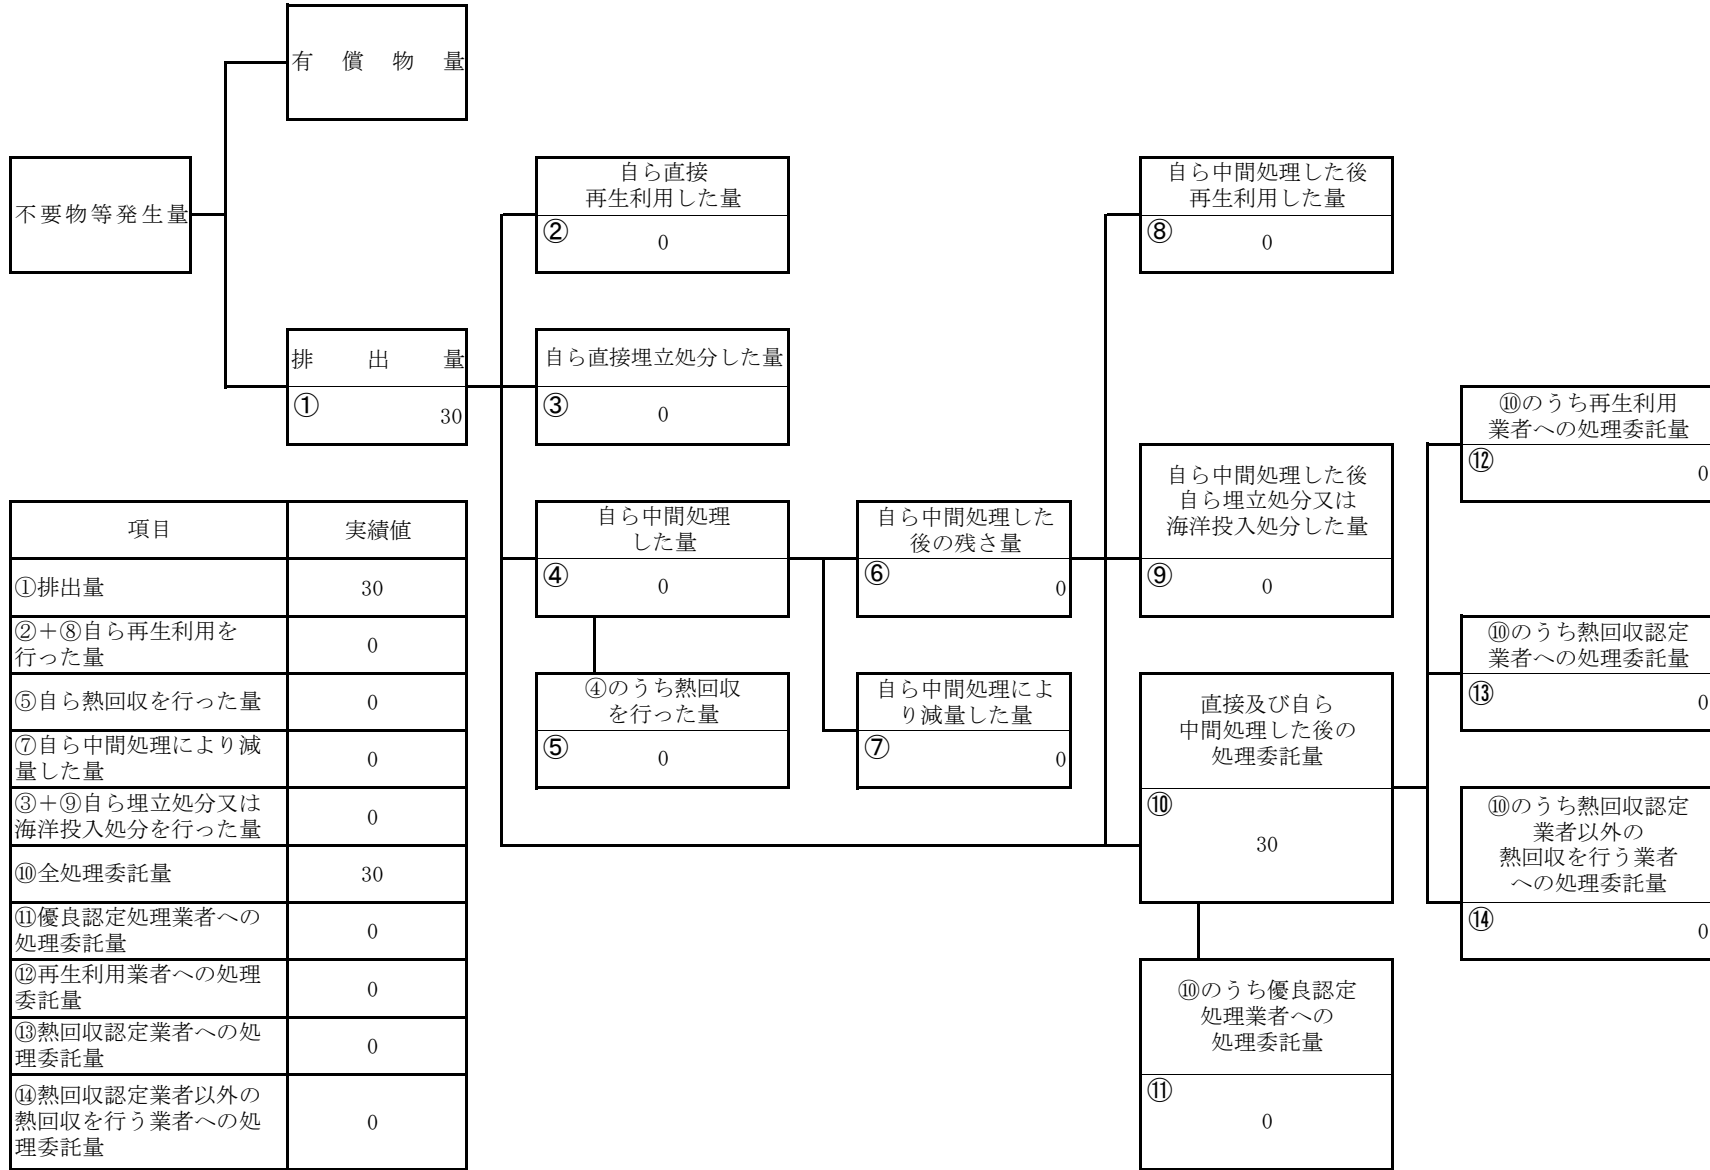 有償物量
不要物等発生量
排出量
①
30
自ら直接
再生利用した量
②
0
自ら直接埋立処分した量
③
0
自ら中間処理
した量
④
0
④のうち熱回収
を行った量
⑤
0
自ら中間処理した
後の残さ量
⑥
0
自ら中間処理によ
り減量した量
⑦
0
自ら中間処理した後
再生利用した量
⑧
0
自ら中間処理した後
自ら埋立処分又は
海洋投入処分した量
⑨
0
直接及び自ら
中間処理した後の
処理委託量
⑩
30
⑩のうち優良認定
処理業者への
処理委託量
⑪
0
⑩のうち再生利用
業者への処理委託量
⑫
0
⑩のうち熱回収認定
業者への処理委託量
⑬
0
⑩のうち熱回収認定
業者以外の
熱回収を行う業者
への処理委託量
⑭
0
項目 実績値
①排出量 30
②+⑧自ら再生利用を
行った量 0
⑤自ら熱回収を行った量 0
⑦自ら中間処理により減
量した量 0
③+⑨自ら埋立処分又は
海洋投入処分を行った量 0
⑩全処理委託量 30
⑪優良認定処理業者への
処理委託量 0
⑫再生利用業者への処理
委託量 0
⑬熱回収認定業者への処
理委託量 0
⑭熱回収認定業者以外の
熱回収を行う業者への処
理委託量 0